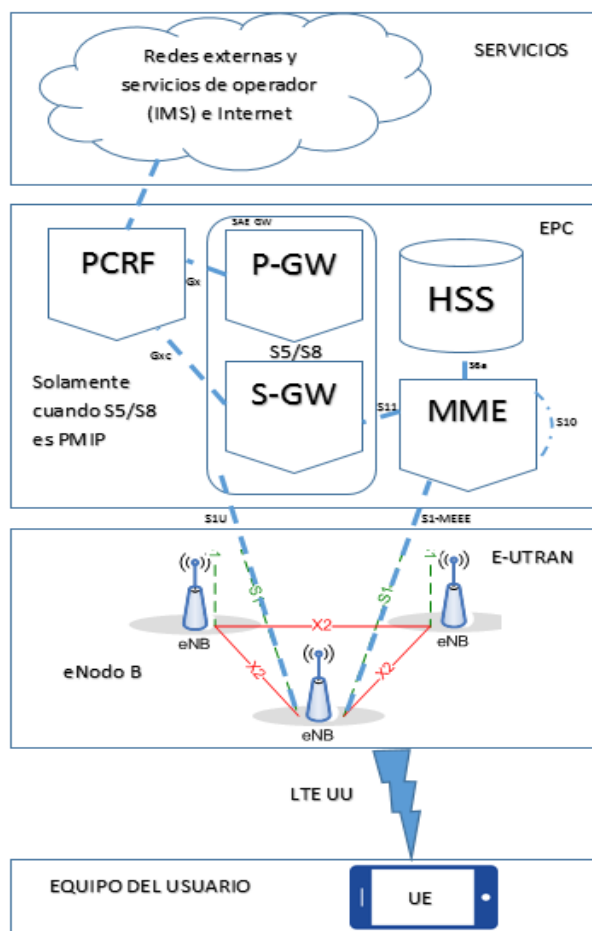 SERVICIOS
Redes externas y
servicios de operador
(IMS) e Internet
EPC
SAE GW
PCRF
P-GW
HSS
Gx
Gxc
S5/S8
S6a
Solamente
cuando S5/S8
es PMIP
S-GW
S11
MME
S10
S1U
S1-MEEE
E-UTRAN
S1
S1
X2
eNB
eNB
X2
X2
eNodo B
eNB
LTE UU
EQUIPO DEL USUARIO
UE